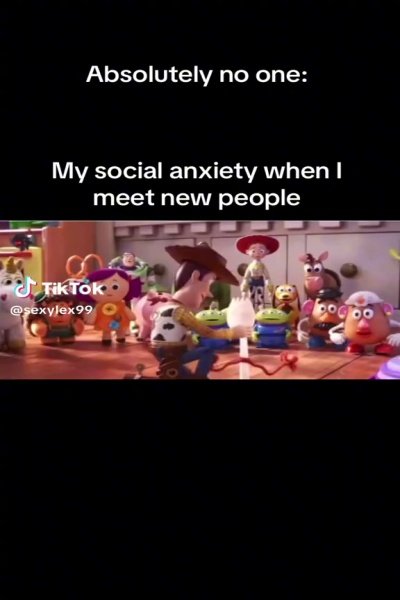 Absolutely no one:
My social anxiety when I
meet new people
TikTok
@sexylex99